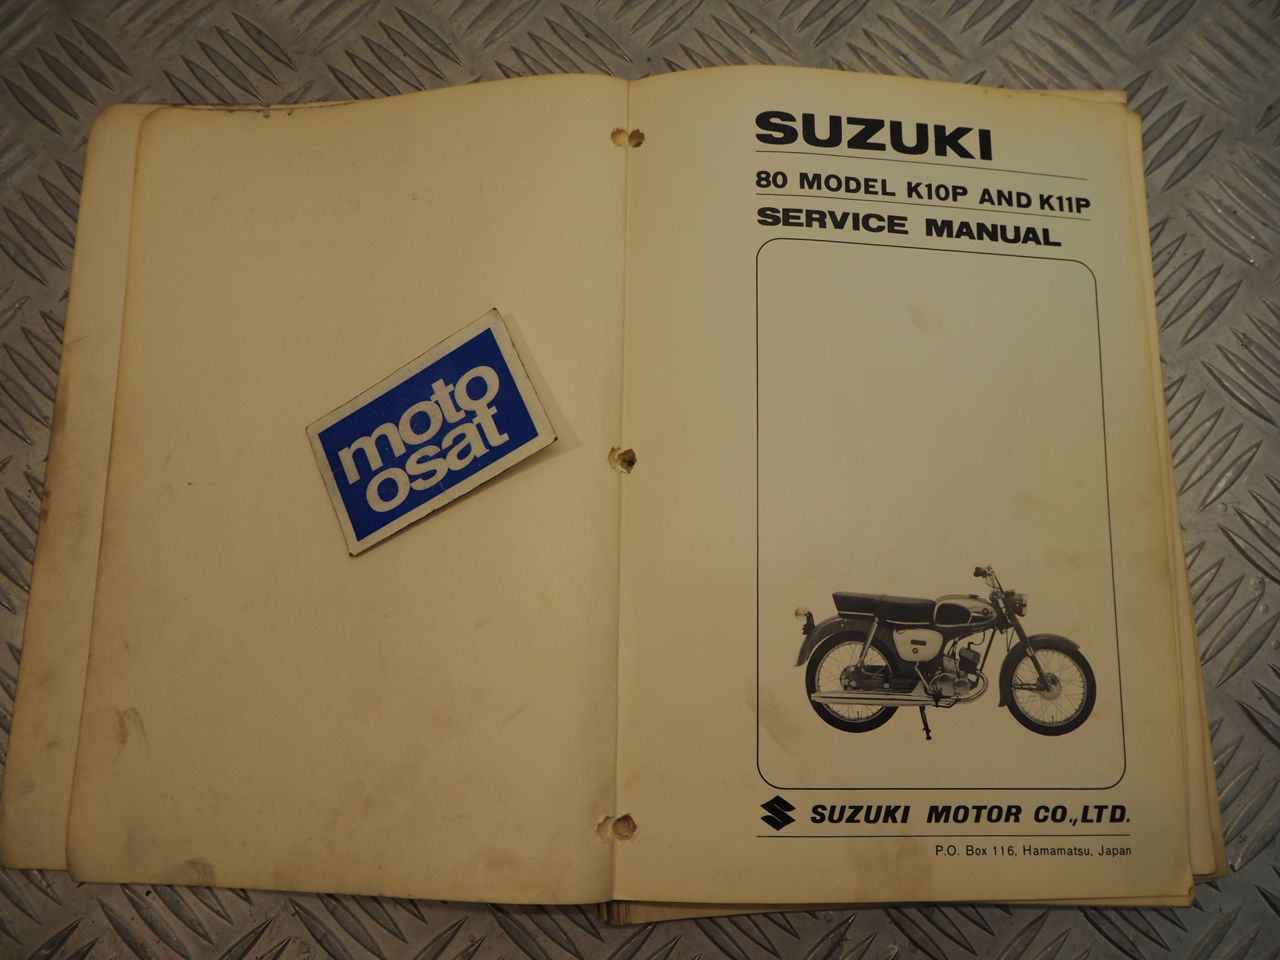 moto
osat
SUZUKI
80 MODEL K10P AND K11P
SERVICE MANUAL
SUZUKI MOTOR CO.,LTD.
P.O. Box 116, Hamamatsu, Japan